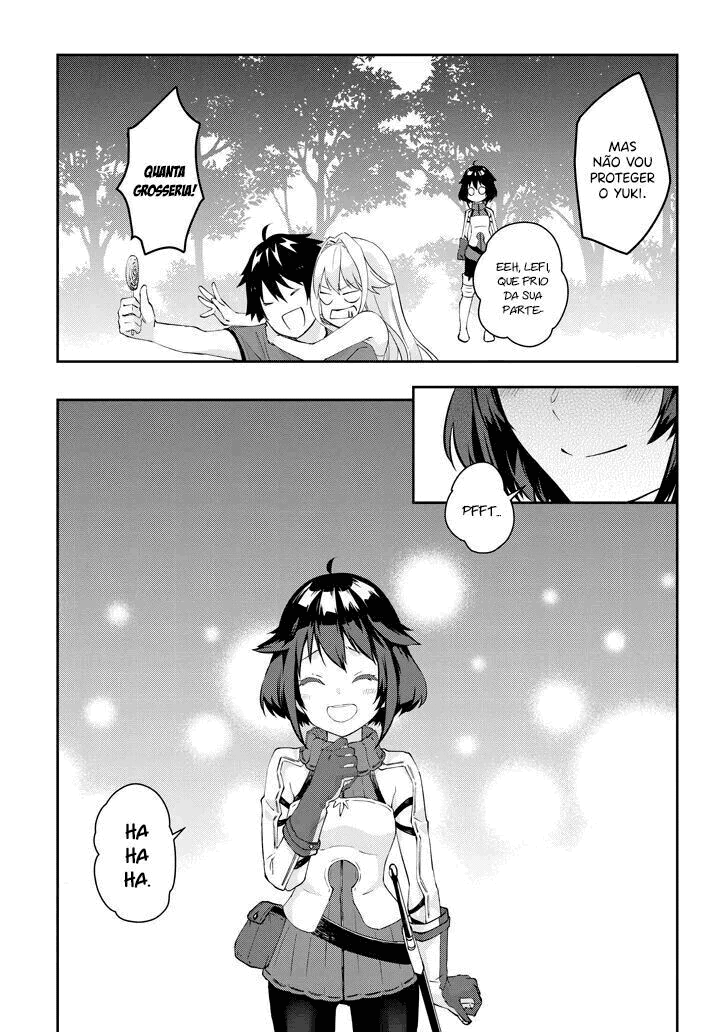 MAS
NÃO VOU
PROTEGER
O YUKI.
EEH, LEFI,
QUE FRIO
DA SUA
PARTE~
QUANTA
GROSSERIA!
PFFT...
HA
HA
HA.